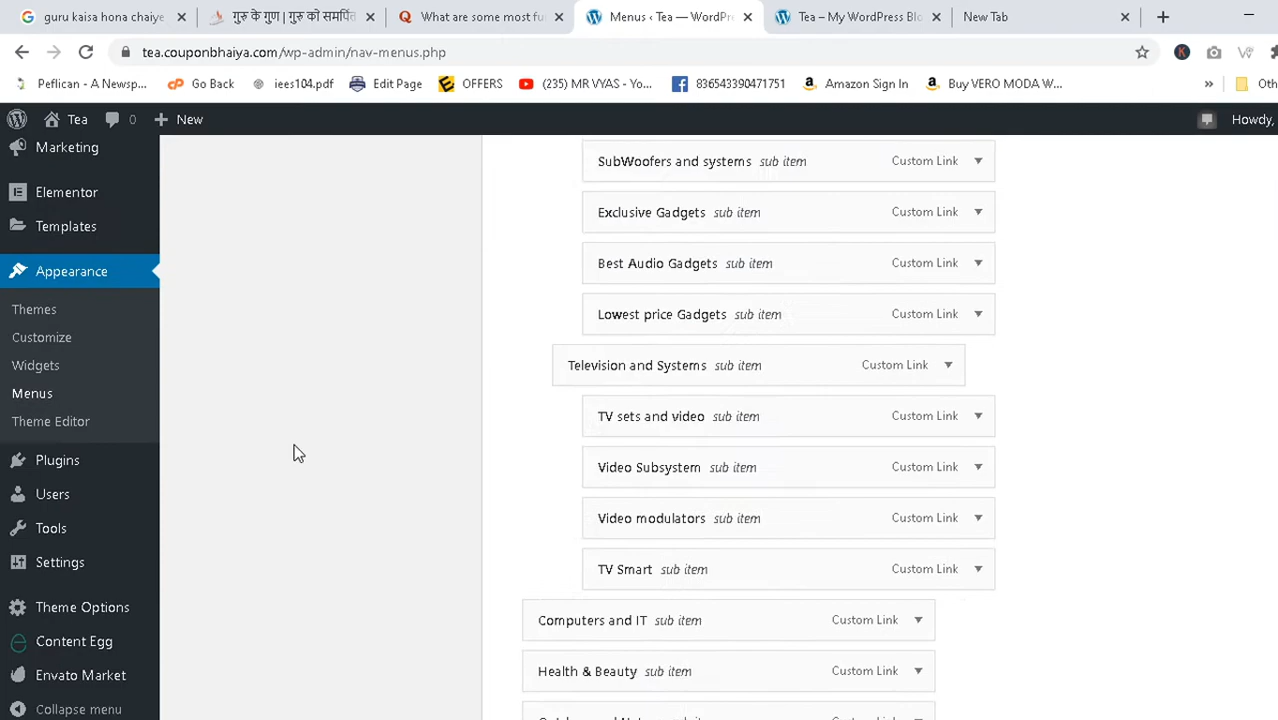 guru kaisa hona chaiye
गुरु के गुण | गुरु को समर्पि
What are some most fu
Menus ‹ Tea — WordPr
Tea – My WordPress Blo
New Tab
tea.couponbhaiya.com/wp-admin/nav-menus.php
Peflican - A Newsp...
Go Back
iees104.pdf
Edit Page
OFFERS
(235) MR VYAS - Yo...
836543390471751
Amazon Sign In
Buy VERO MODA W...
»
Oth
Tea
0
New
Howdy,
Marketing
Elementor
Templates
Appearance
Themes
Customize
Widgets
Menus
Theme Editor
Plugins
Users
Tools
Settings
Theme Options
Content Egg
Envato Market
Collapse menu
SubWoofers and systems sub item Custom Link
Exclusive Gadgets sub item Custom Link
Best Audio Gadgets sub item Custom Link
Lowest price Gadgets sub item Custom Link
Television and Systems sub item Custom Link
TV sets and video sub item Custom Link
Video Subsystem sub item Custom Link
Video modulators sub item Custom Link
TV Smart sub item Custom Link
Computers and IT sub item Custom Link
Health & Beauty sub item Custom Link